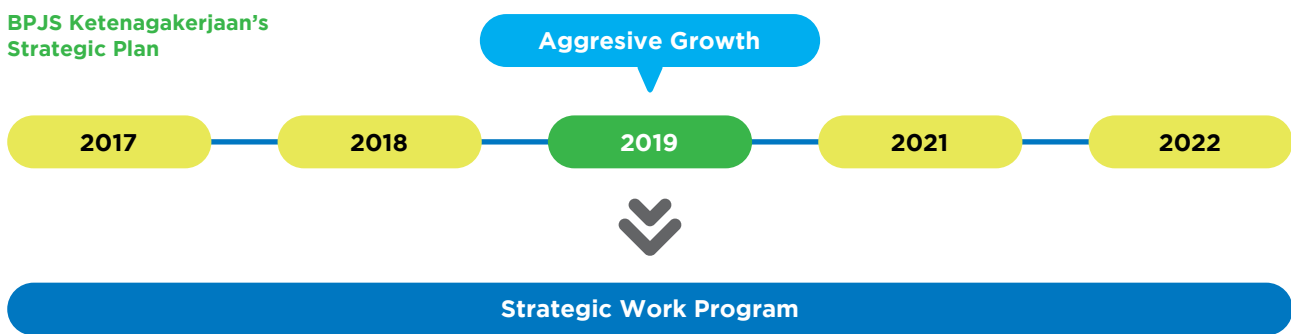 BPJS Ketenagakerjaan’s
Strategic Plan
Aggresive Growth
2017
2018
2019
2021
2022
Strategic Work Program